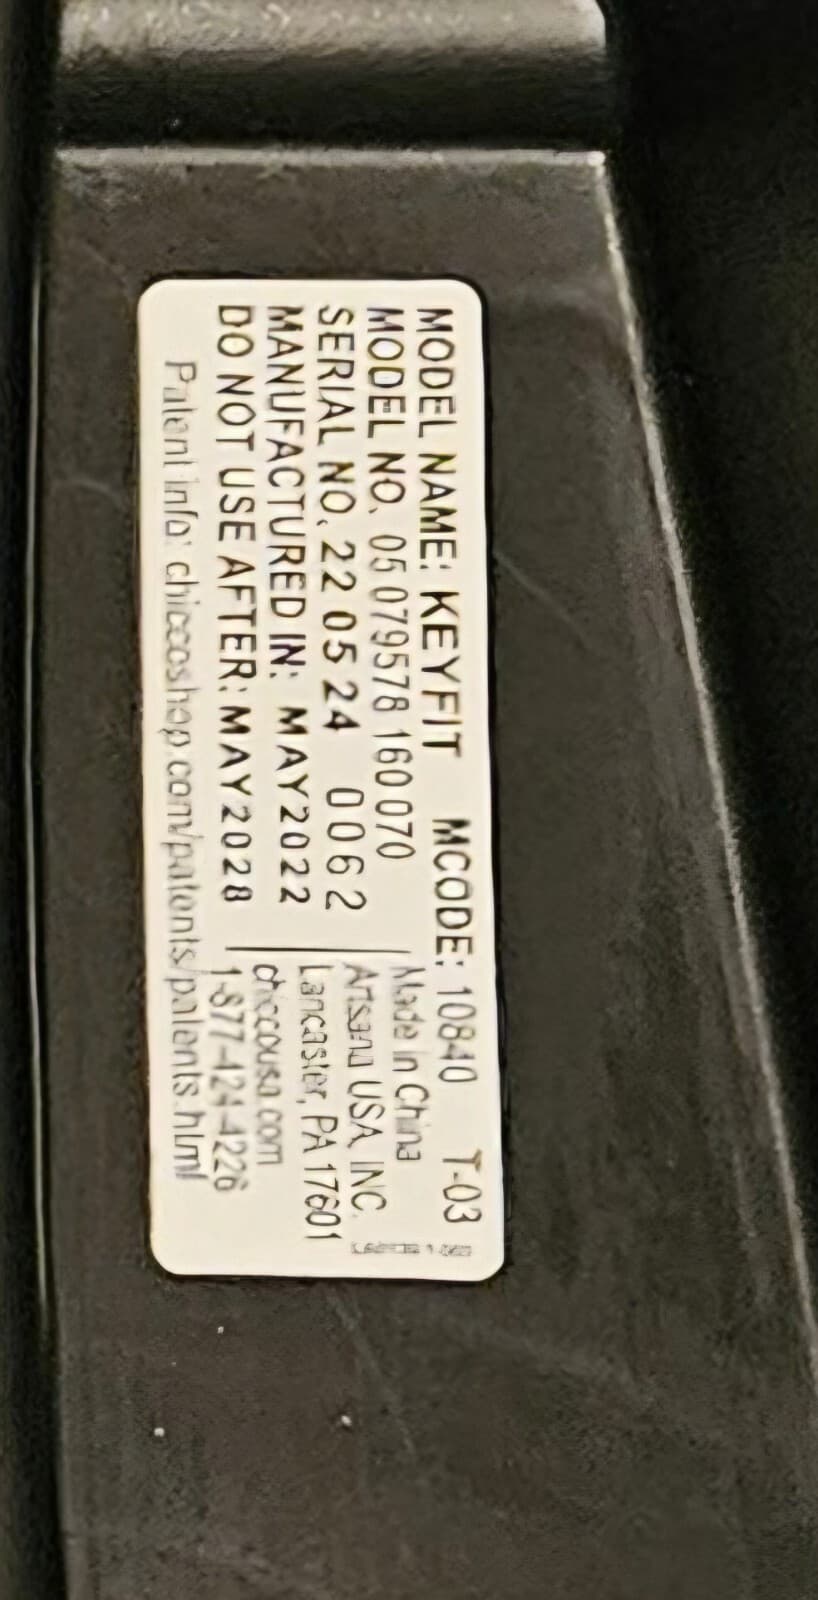 MODEL NAME: KEYFIT MCODE: 10840 T-03
MODEL NO. 05 079578 160 070
SERIAL NO. 22 05 24 0062
MANUFACTURED IN: MAY2022
DO NOT USE AFTER: MAY2028
Made in China
Artsana USA, INC.
Lancaster, PA 17601
chiccousa.com
1-877-424-4226
Patent info: chiccoshop.com/patents/patents.html